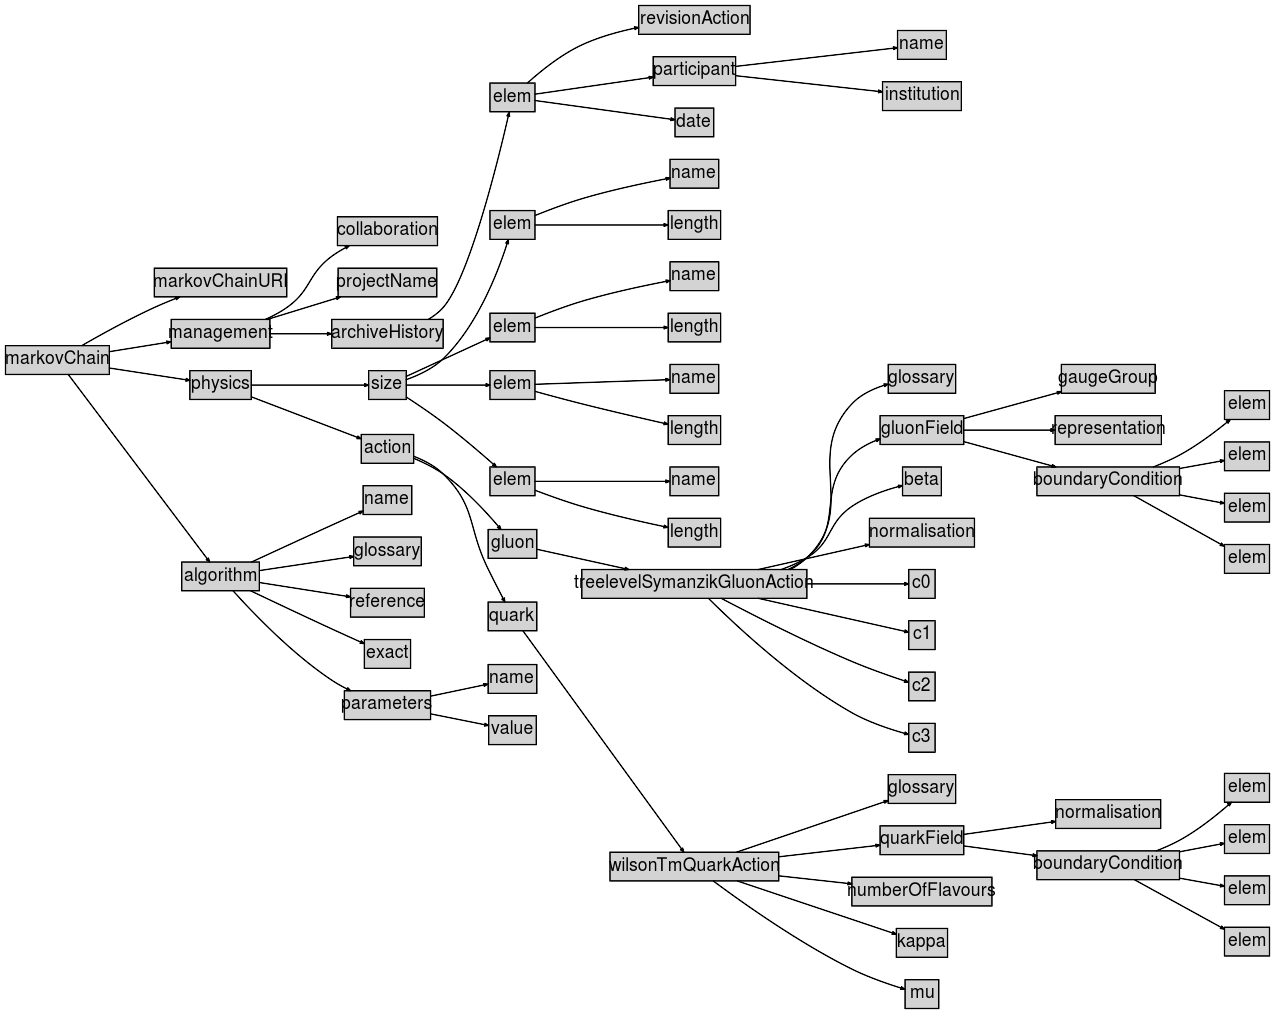 revisionAction
name
participant
elem
institution
date
name
elem
length
collaboration
name
markovChainURI
projectName
elem
length
management
archiveHistory
markovChain
physics
size
elem
name
length
glossary
gaugeGroup
elem
gluonField
representation
action
elem
boundaryCondition
elem
elem
name
elem
name
length
beta
normalisation
gluon
glossary
algorithm
treelevelSymanzikGluonAction
c0
reference
quark
c1
exact
name
c2
parameters
value
c3
glossary
elem
normalisation
quarkField
elem
wilsonTmQuarkAction
boundaryCondition
numberOfFlavours
elem
kappa
elem
mu